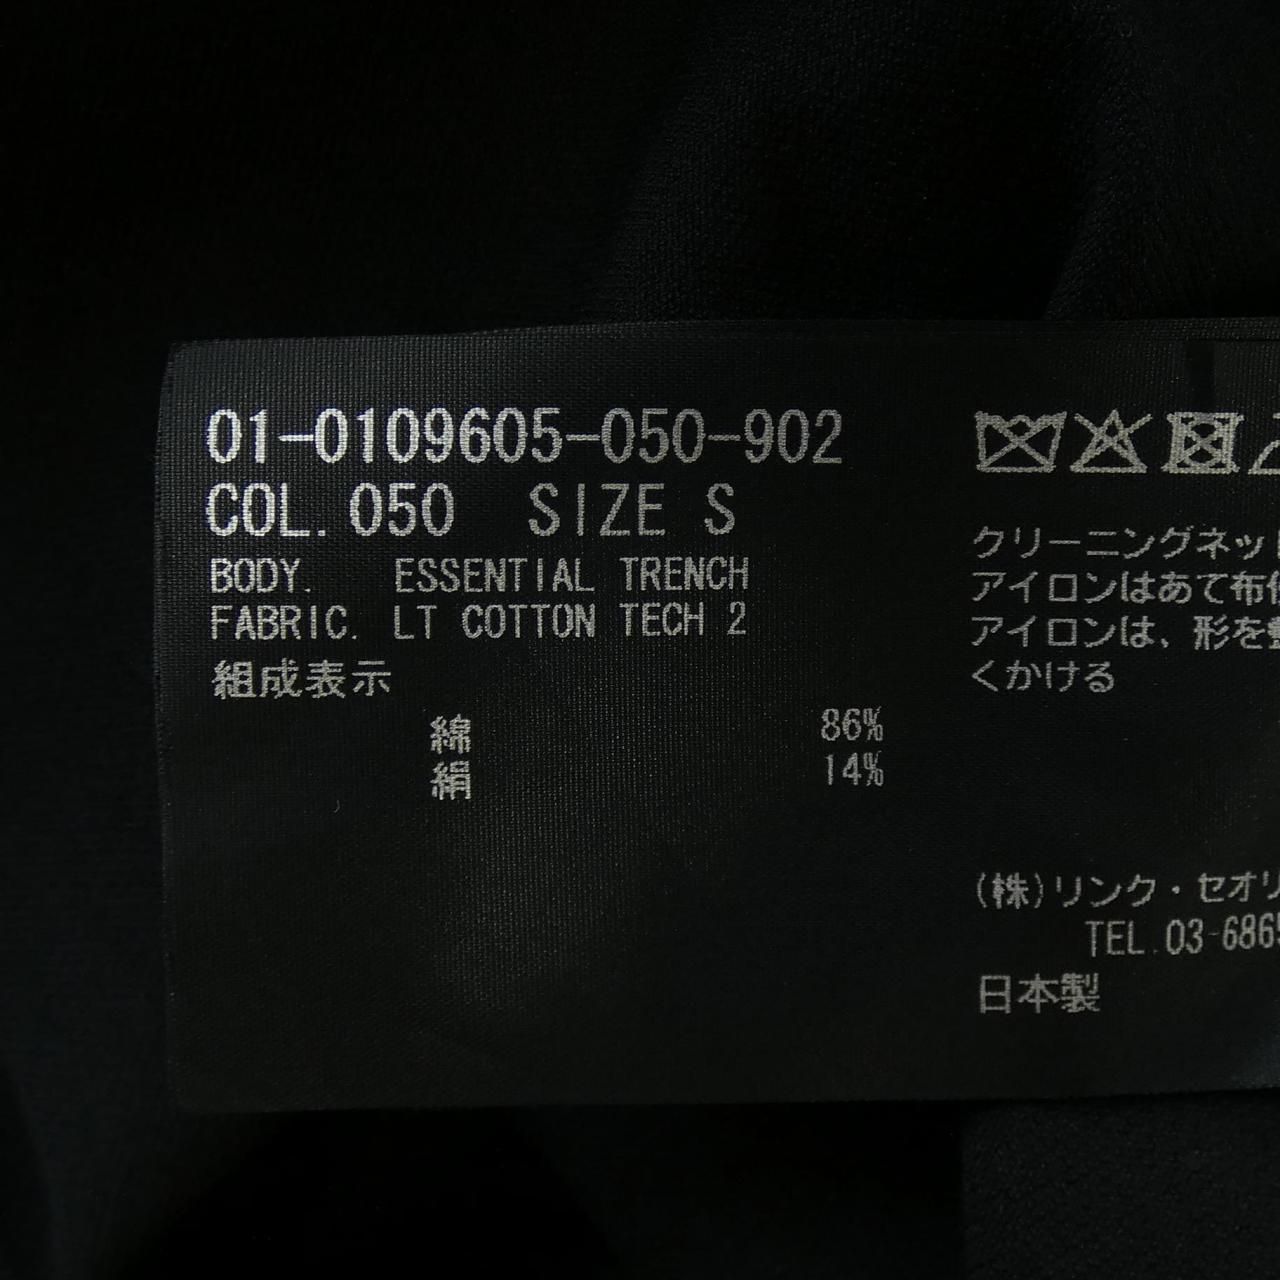 01-0109605-050-902
COL. 050 SIZE S
BODY. ESSENTIAL TRENCH
FABRIC. LT COTTON TECH 2
組成表示
綿 86%
絹 14%
クリーニングネット
アイロンはあて布使
アイロンは、形を整
くかける
(株)リンク・セオリ
TEL.03-6865
日本製